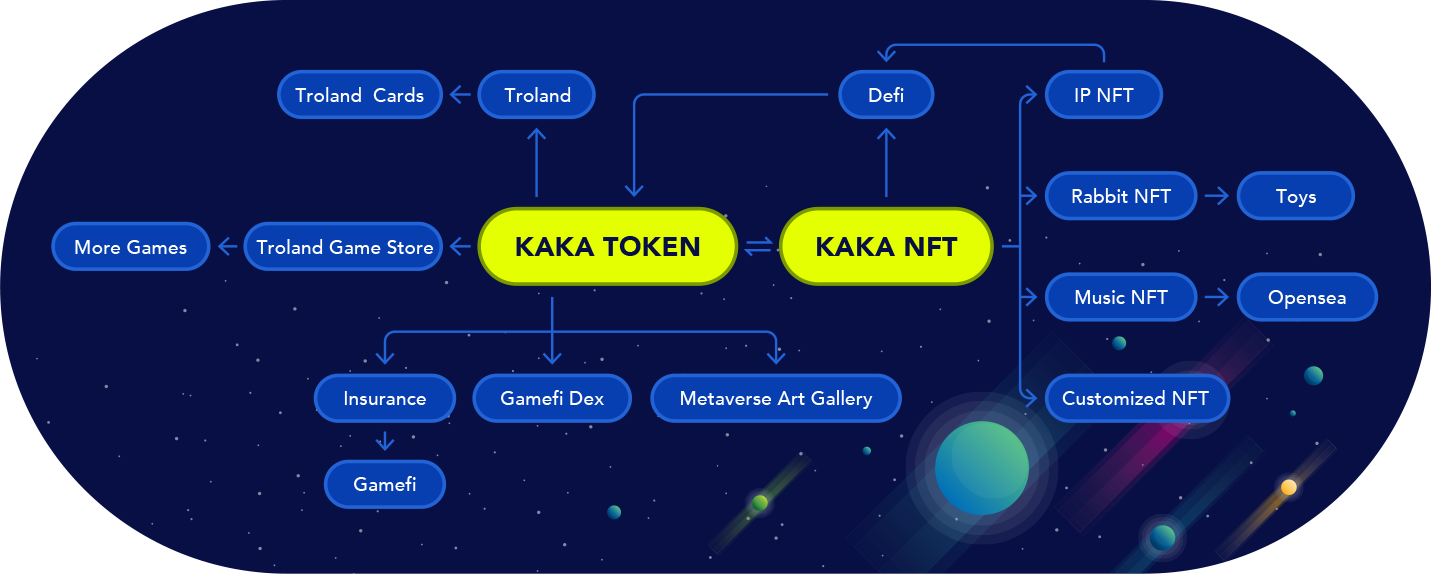 Troland Cards
Troland
Defi
IP NFT
Rabbit NFT
Toys
More Games
Troland Game Store
KAKA TOKEN
KAKA NFT
Music NFT
Opensea
Insurance
Gamefi Dex
Metaverse Art Gallery
Customized NFT
Gamefi